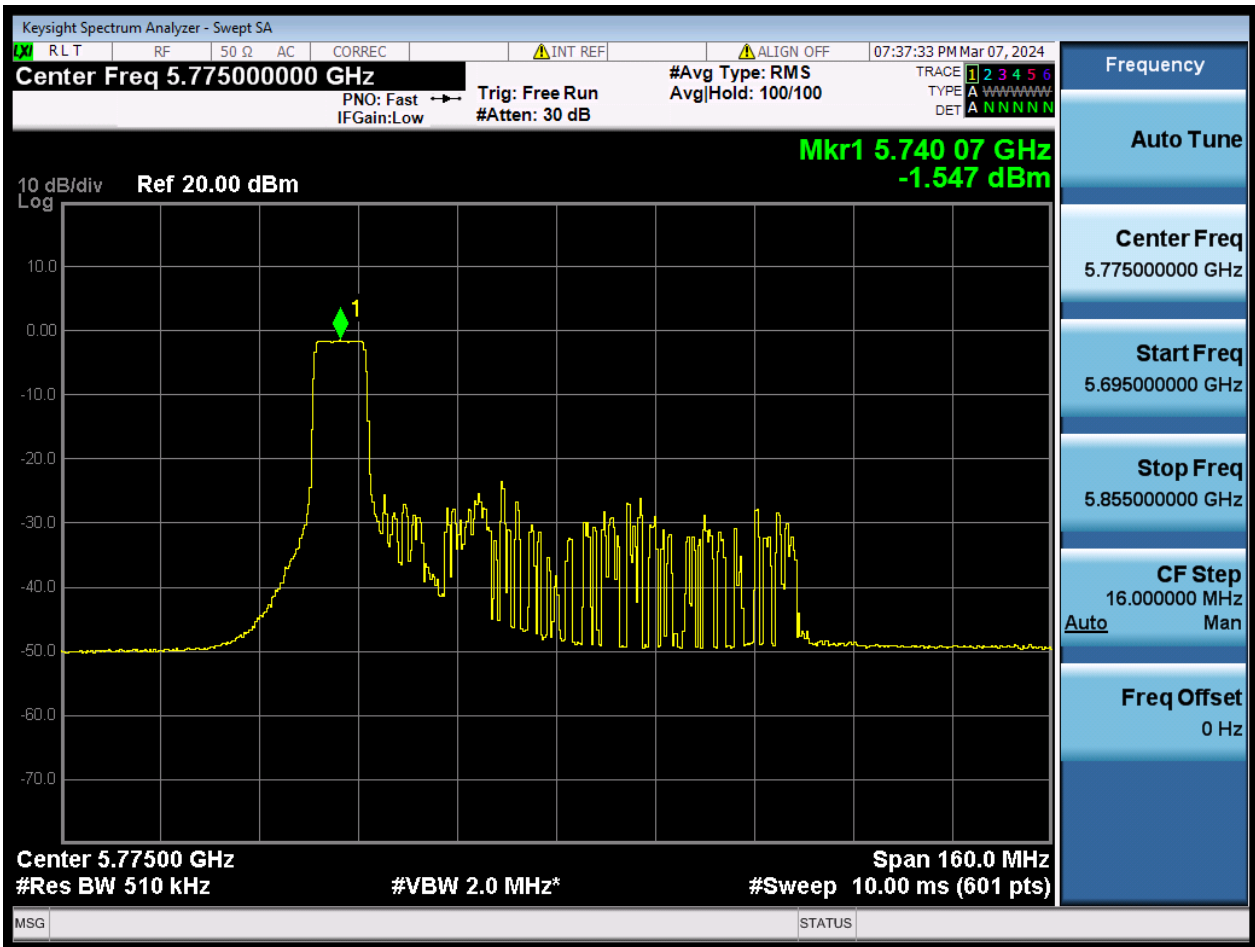 Keysight Spectrum Analyzer - Swept SA
LXI RLT RF 50 Ω AC CORREC INT REF ALIGN OFF 07:37:33 PM Mar 07, 2024
Center Freq 5.775000000 GHz
PNO: Fast
IFGain:Low
Trig: Free Run
#Atten: 30 dB
#Avg Type: RMS
Avg|Hold: 100/100
TRACE 1 2 3 4 5 6
TYPE A WWWWW
DET A N N N N N
Mkr1 5.740 07 GHz
-1.547 dBm
10 dB/div Ref 20.00 dBm
Log
10.0
0.00
-10.0
-20.0
-30.0
-40.0
-50.0
-60.0
-70.0
1
Center 5.77500 GHz Span 160.0 MHz
#Res BW 510 kHz #VBW 2.0 MHz* #Sweep 10.00 ms (601 pts)
MSG STATUS
Frequency
Auto Tune
Center Freq
5.775000000 GHz
Start Freq
5.695000000 GHz
Stop Freq
5.855000000 GHz
CF Step
16.000000 MHz
Auto Man
Freq Offset
0 Hz